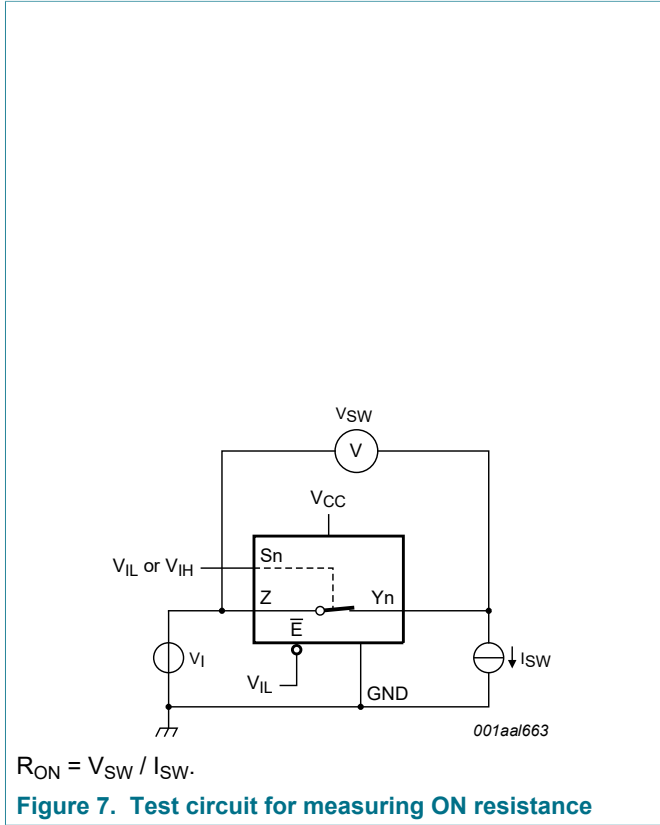 VSW
V
VCC
VIL or VIH
Sn
Z
Yn
E
VI
ISW
VIL
GND
001aal663
RON = VSW / ISW.
Figure 7. Test circuit for measuring ON resistance